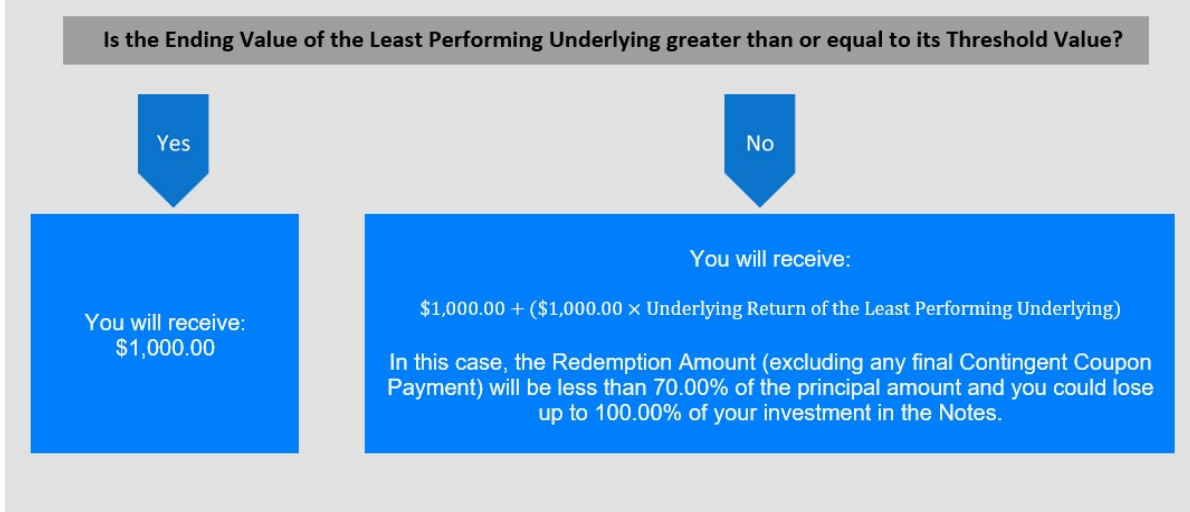 Is the Ending Value of the Least Performing Underlying greater than or equal to its Threshold Value?
Yes
No
You will receive:
$1,000.00
You will receive:
$1,000.00 + ($1,000.00 × Underlying Return of the Least Performing Underlying)
In this case, the Redemption Amount (excluding any final Contingent Coupon
Payment) will be less than 70.00% of the principal amount and you could lose
up to 100.00% of your investment in the Notes.